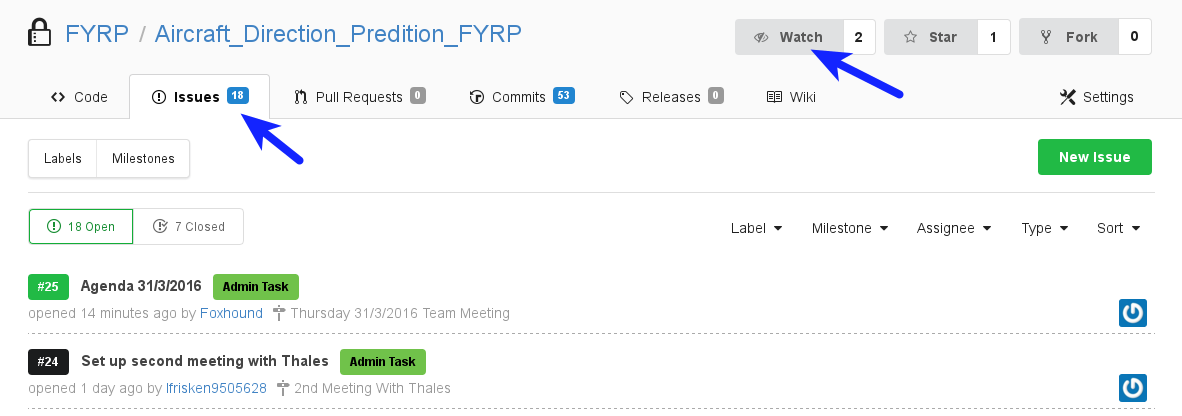 FYRP / Aircraft_Direction_Predition_FYRP
Watch 2 Star 1 Fork 0
Code Issues 18 Pull Requests 0 Commits 53 Releases 0 Wiki Settings
Labels Milestones New Issue
18 Open 7 Closed Label Milestone Assignee Type Sort
#25 Agenda 31/3/2016 Admin Task
opened 14 minutes ago by Foxhound Thursday 31/3/2016 Team Meeting
#24 Set up second meeting with Thales Admin Task
opened 1 day ago by lfrisken9505628 2nd Meeting With Thales